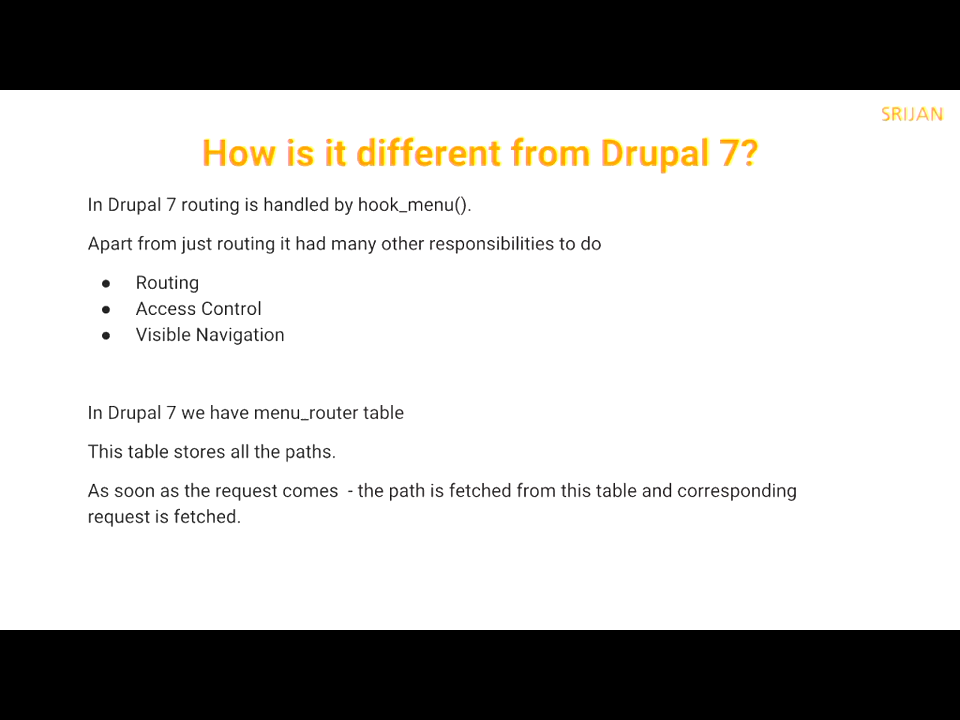 SRIJAN
How is it different from Drupal 7?
In Drupal 7 routing is handled by hook_menu().
Apart from just routing it had many other responsibilities to do
● Routing
● Access Control
● Visible Navigation
In Drupal 7 we have menu_router table
This table stores all the paths.
As soon as the request comes  - the path is fetched from this table and corresponding
request is fetched.